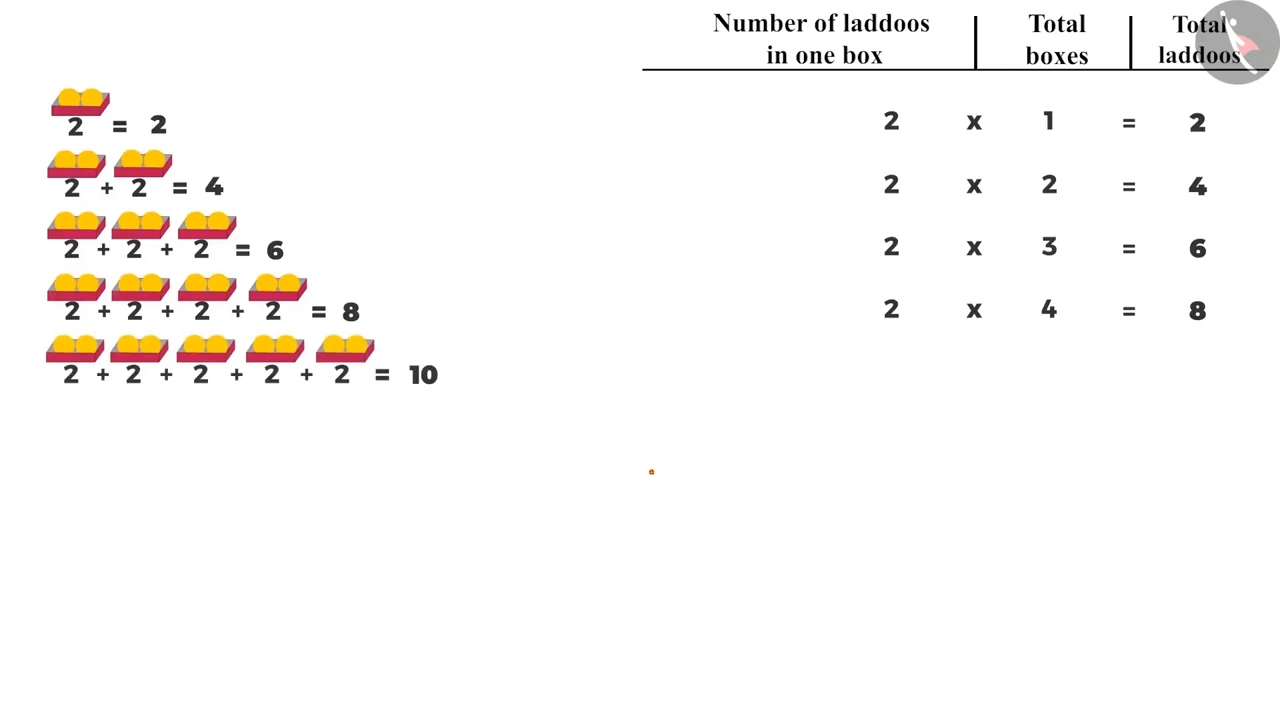 Number of laddoos in one box Total boxes Total laddoos
2 = 2
2 + 2 = 4
2 + 2 + 2 = 6
2 + 2 + 2 + 2 = 8
2 + 2 + 2 + 2 + 2 = 10
2 x 1 = 2
2 x 2 = 4
2 x 3 = 6
2 x 4 = 8